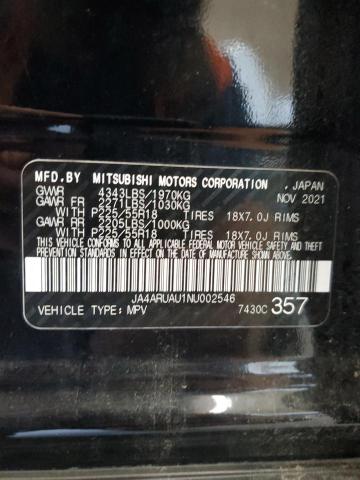 MFD.BY MITSUBISHI MOTORS CORPORATION , JAPAN
GVWR 4343LBS/1970KG NOV 2021
GAWR FR 2271LBS/1030KG
WITH P225/55R18 TIRES 18X7.0J RIMS
GAWR RR 2205LBS/1000KG
WITH P225/55R18 TIRES 18X7.0J RIMS
THIS VEHICLE CONFORMS TO ALL APPLICABLE FEDERAL MOTOR VEHICLE
SAFETY AND THEFT PREVENTION STANDARDS IN EFFECT ON THE DATE
OF MANUFACTURE SHOWN ABOVE.
JA4ARUAU1NU002546
VEHICLE TYPE: MPV 7430C 357